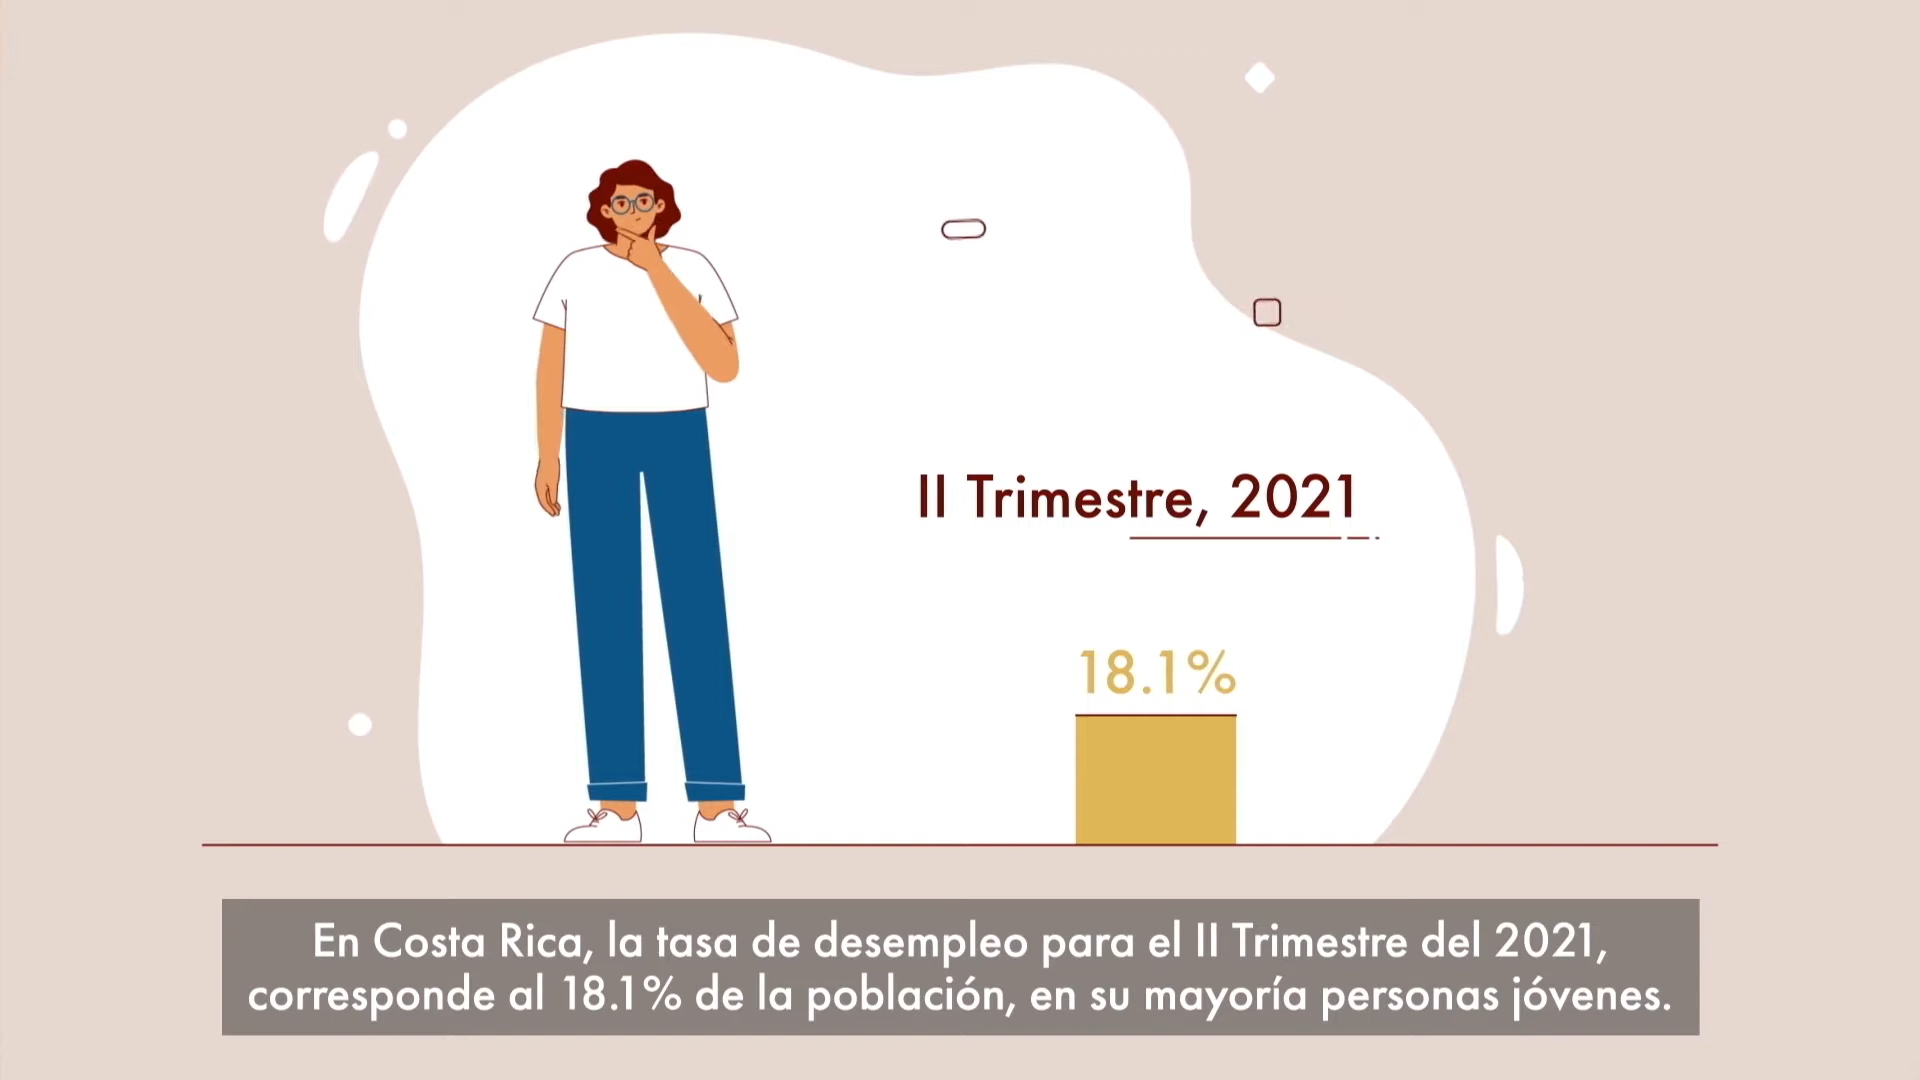 II Trimestre, 2021
18.1%
En Costa Rica, la tasa de desempleo para el II Trimestre del 2021,
corresponde al 18.1% de la población, en su mayoría personas jóvenes.